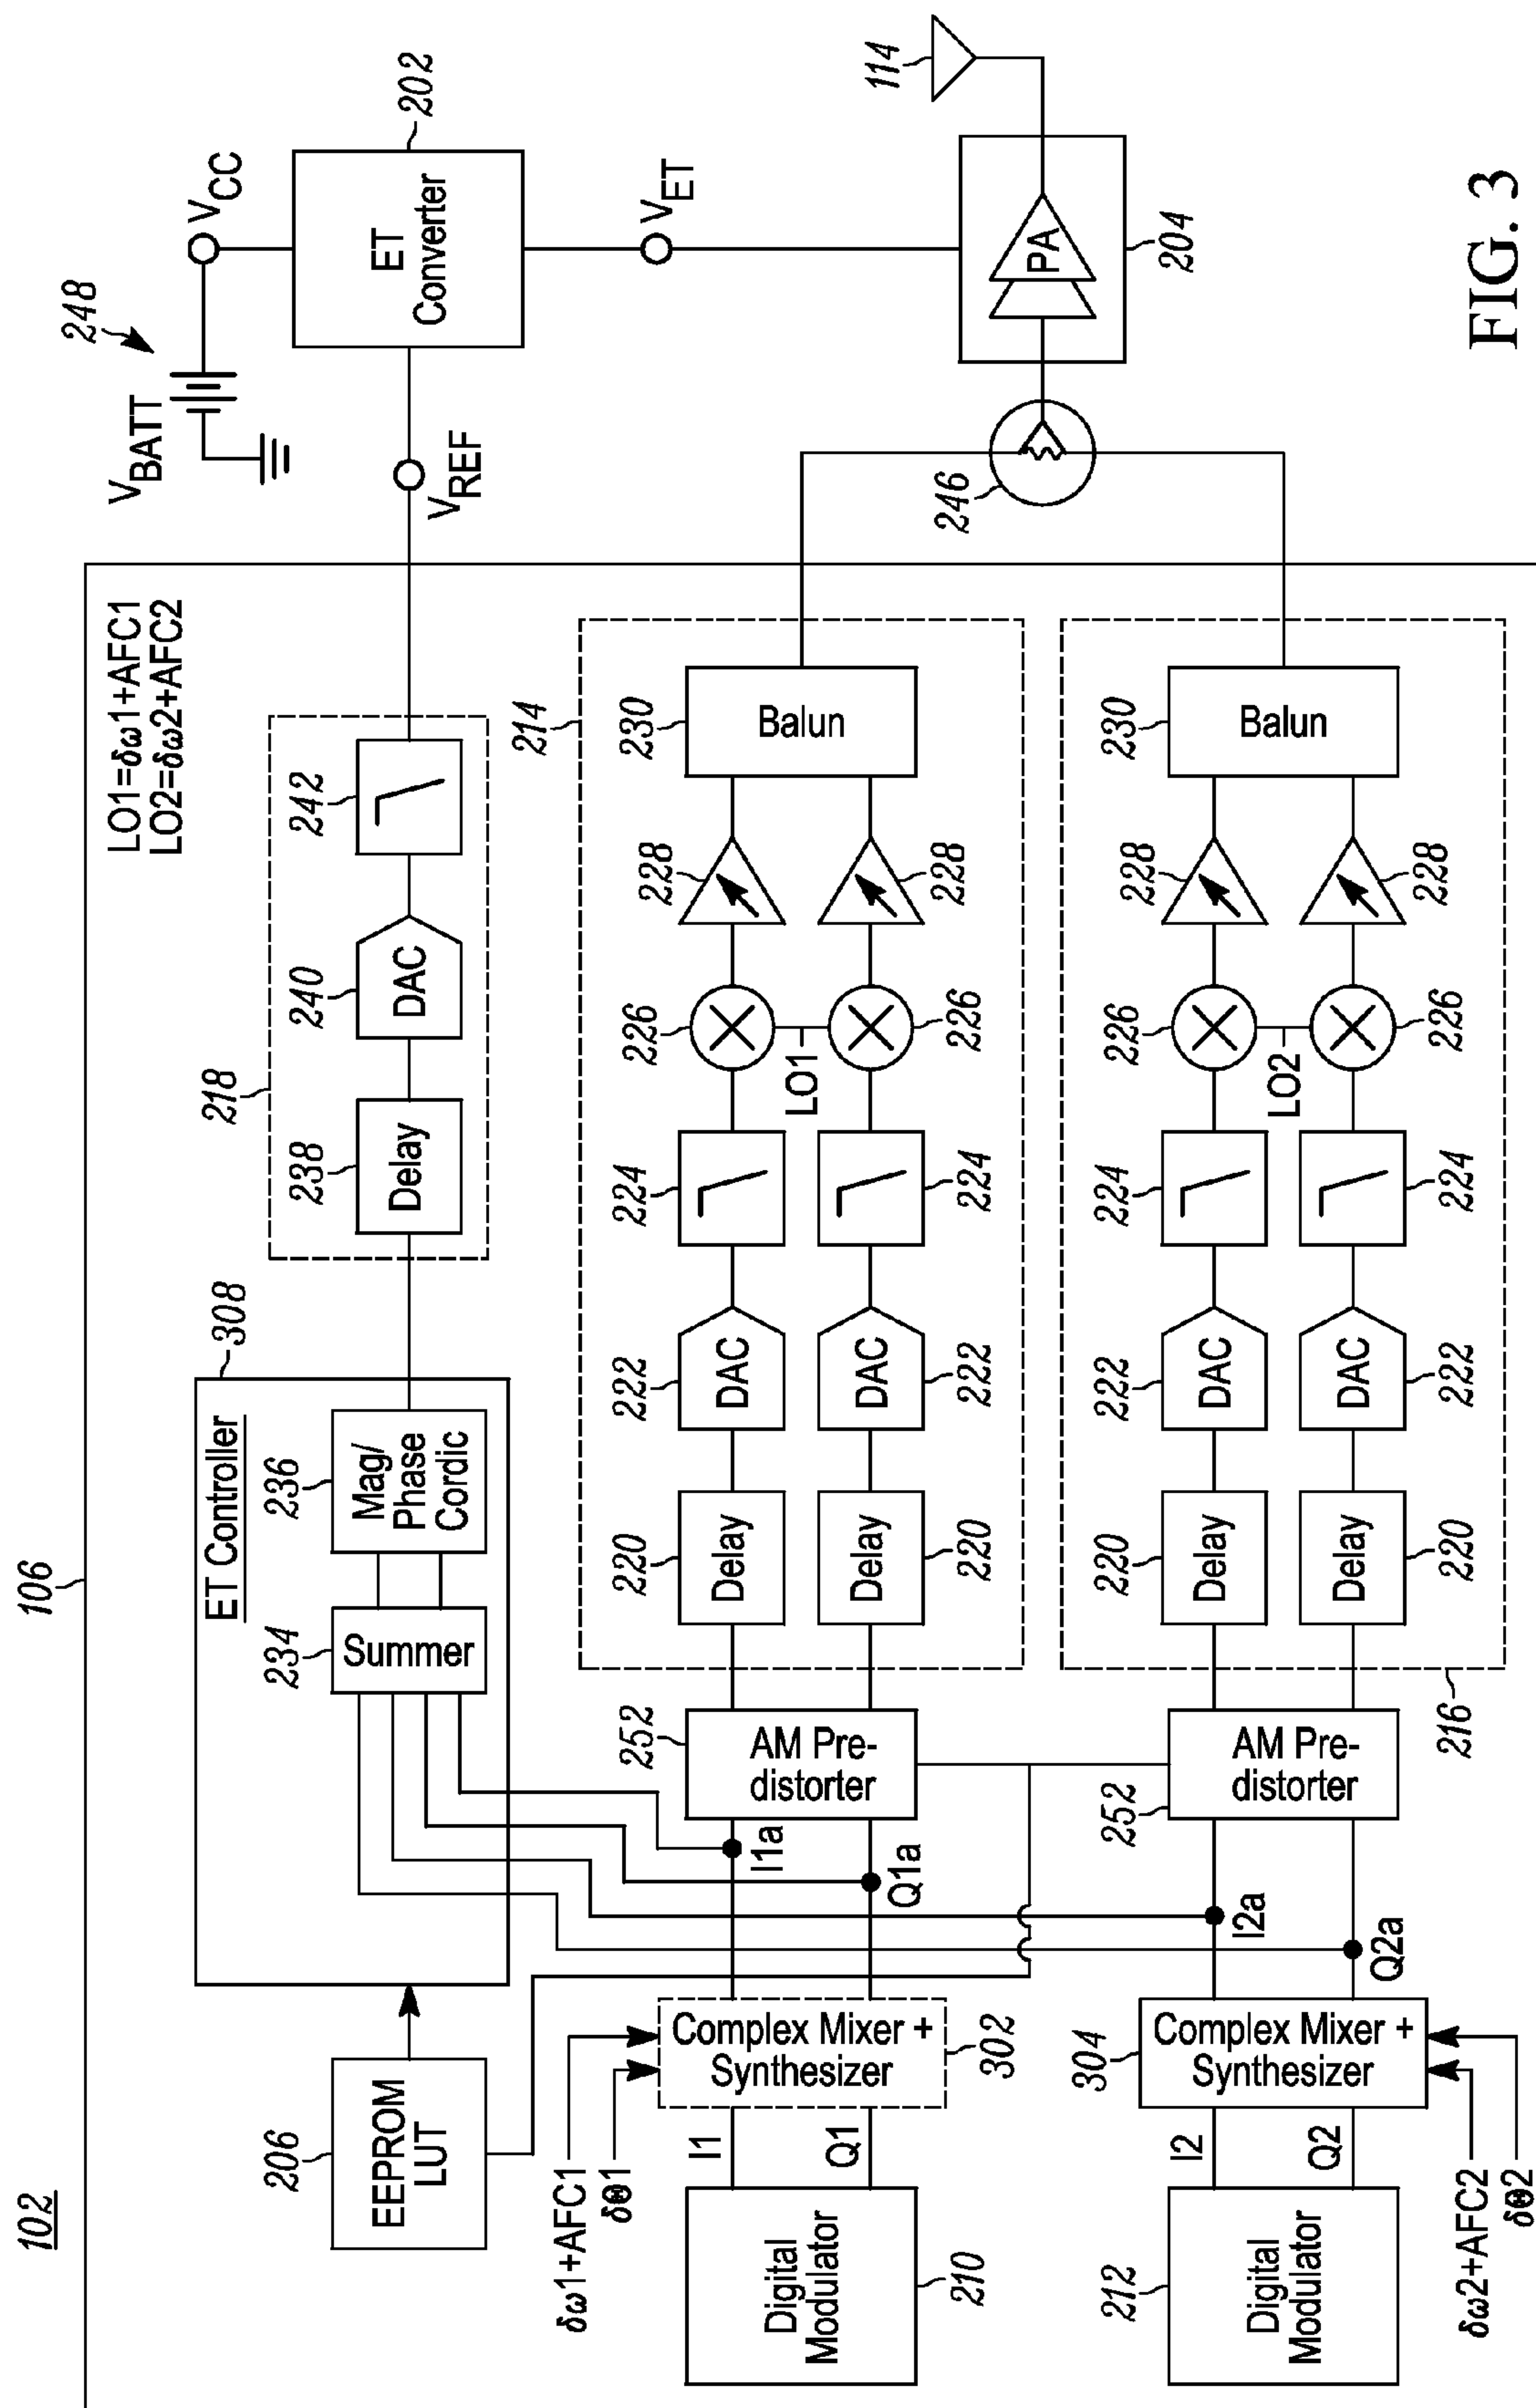 102
106
LO1=δω1+AFC1
LO2=δω2+AFC2
248
VBATT
VCC
ET
Converter
202
VREF
VET
206
EEPROM
LUT
ET Controller
308
234
Summer
236
Mag/
Phase
Cordic
218
238
Delay
240
DAC
242
δω1+AFC1
δΘ1
Digital
Modulator
210
I1
Q1
Complex Mixer +
Synthesizer
302
I1a
Q1a
252
AM Pre-
distorter
214
220
Delay
222
DAC
224
226
228
230
Balun
Delay
220
DAC
222
224
LO1
226
228
246
PA
204
114
212
Digital
Modulator
I2
Q2
304
Complex Mixer +
Synthesizer
δω2+AFC2
δΘ2
I2a
Q2a
252
AM Pre-
distorter
216
220
Delay
222
DAC
224
226
228
230
Balun
Delay
220
DAC
222
224
LO2
226
228
FIG. 3